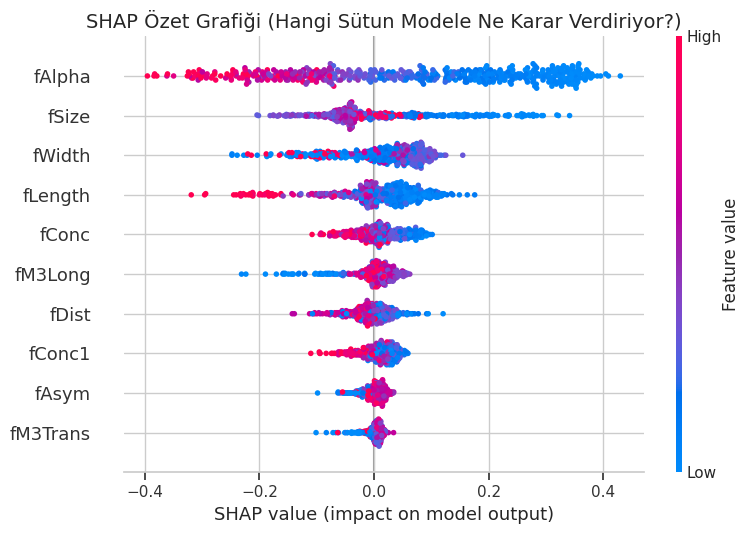 SHAP Özet Grafiği (Hangi Sütun Modele Ne Karar Verdiriyor?)
High
fAlpha
fSize
fWidth
fLength
fConc
fM3Long
fDist
fConc1
fAsym
fM3Trans
Feature value
Low
−0.4 −0.2 0.0 0.2 0.4
SHAP value (impact on model output)